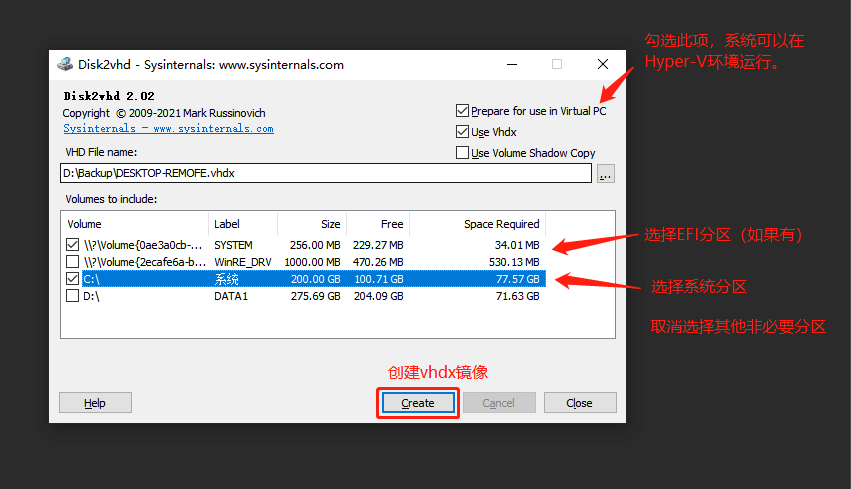 勾选此项，系统可以在
Hyper-V环境运行。
Disk2vhd - Sysinternals: www.sysinternals.com
Disk2vhd 2.02
Copyright © 2009-2021 Mark Russinovich
Sysinternals - www.sysinternals.com
Prepare for use in Virtual PC
Use Vhdx
Use Volume Shadow Copy
VHD File name:
D:\Backup\DESKTOP-REMOFE.vhdx
...
Volumes to include:
Volume Label Size Free Space Required
\\?\Volume{0ae3a0cb-... SYSTEM 256.00 MB 229.27 MB 34.01 MB
\\?\Volume{2ecafe6a-b... WinRE_DRV 1000.00 MB 470.26 MB 530.13 MB
C:\ 系统 200.00 GB 100.71 GB 77.57 GB
D:\ DATA1 275.69 GB 204.09 GB 71.63 GB
选择EFI分区（如果有）
选择系统分区
取消选择其他非必要分区
创建vhdx镜像
Help Create Cancel Close